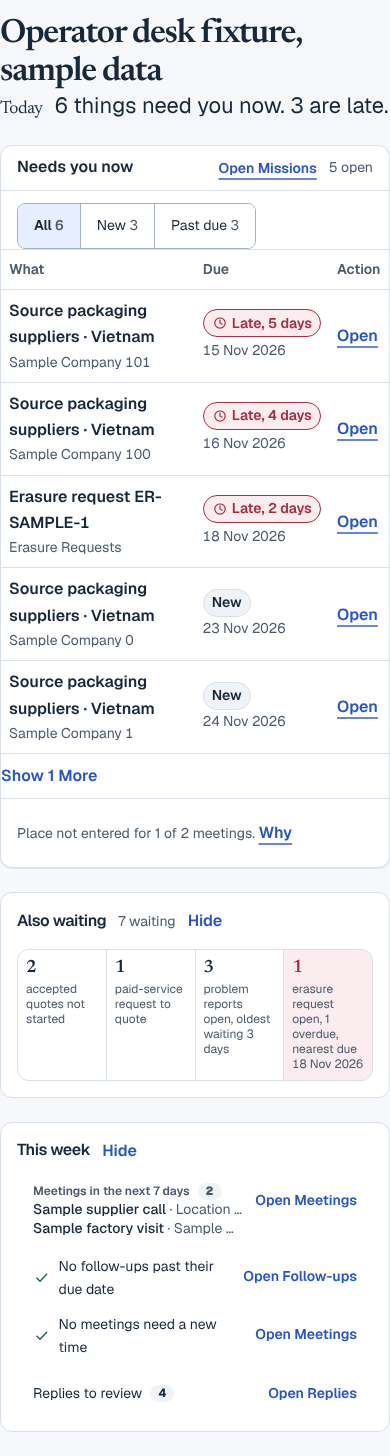 Operator desk fixture,
sample data
Today 6 things need you now. 3 are late.
Needs you now Open Missions 5 open
All 6 New 3 Past due 3
What Due Action
Source packaging
suppliers · Vietnam
Sample Company 101
Late, 5 days
15 Nov 2026
Open
Source packaging
suppliers · Vietnam
Sample Company 100
Late, 4 days
16 Nov 2026
Open
Erasure request ER-
SAMPLE-1
Erasure Requests
Late, 2 days
18 Nov 2026
Open
Source packaging
suppliers · Vietnam
Sample Company 0
New
23 Nov 2026
Open
Source packaging
suppliers · Vietnam
Sample Company 1
New
24 Nov 2026
Open
Show 1 More
Place not entered for 1 of 2 meetings. Why
Also waiting 7 waiting Hide
2
accepted
quotes not
started
1
paid-service
request to
quote
3
problem
reports
open, oldest
waiting 3
days
1
erasure
request
open, 1
overdue,
nearest due
18 Nov 2026
This week Hide
Meetings in the next 7 days 2
Sample supplier call · Location ...
Sample factory visit · Sample ...
Open Meetings
No follow-ups past their
due date
Open Follow-ups
No meetings need a new
time
Open Meetings
Replies to review 4
Open Replies